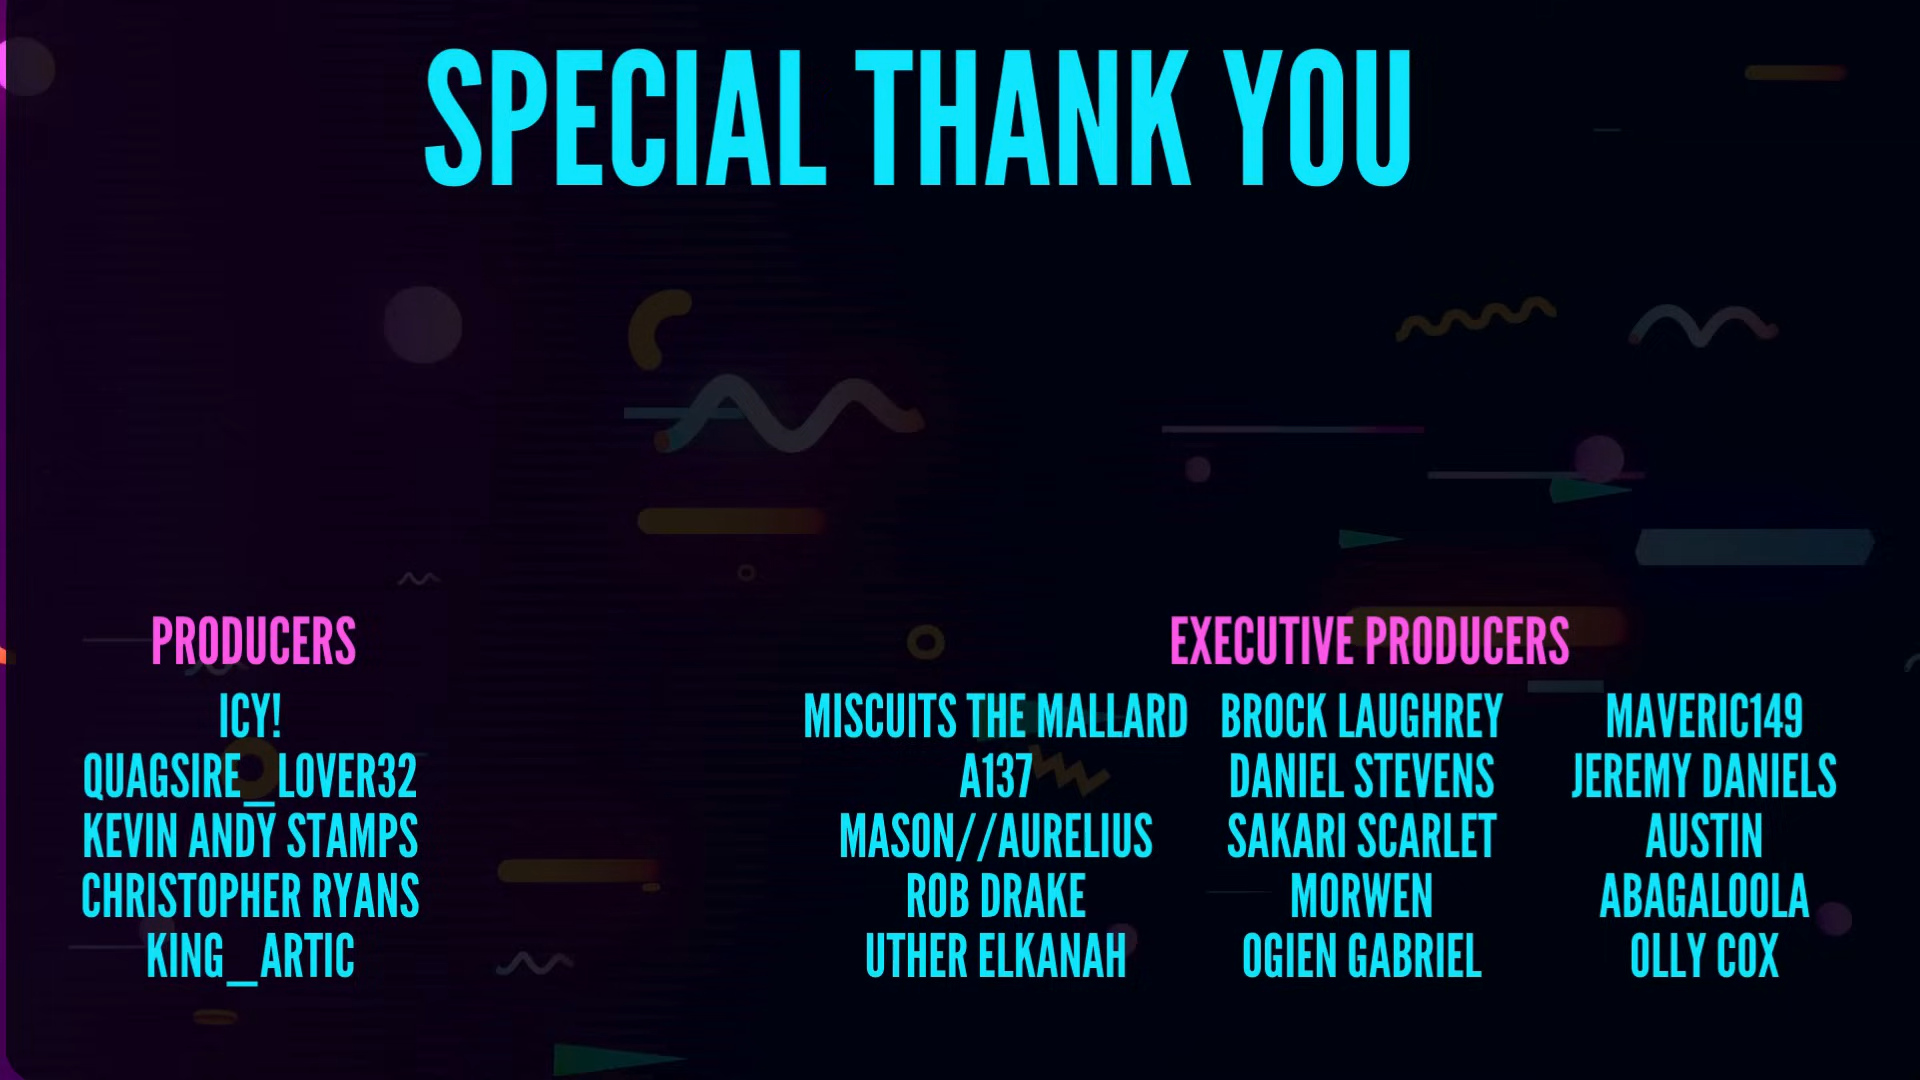 SPECIAL THANK YOU
PRODUCERS
ICY!
QUAGSIRE_LOVER32
KEVIN ANDY STAMPS
CHRISTOPHER RYANS
KING_ARTIC
EXECUTIVE PRODUCERS
MISCUITS THE MALLARD
A137
MASON//AURELIUS
ROB DRAKE
UTHER ELKANAH
BROCK LAUGHREY
DANIEL STEVENS
SAKARI SCARLET
MORWEN
OGIEN GABRIEL
MAVERIC149
JEREMY DANIELS
AUSTIN
ABAGALOOLA
OLLY COX